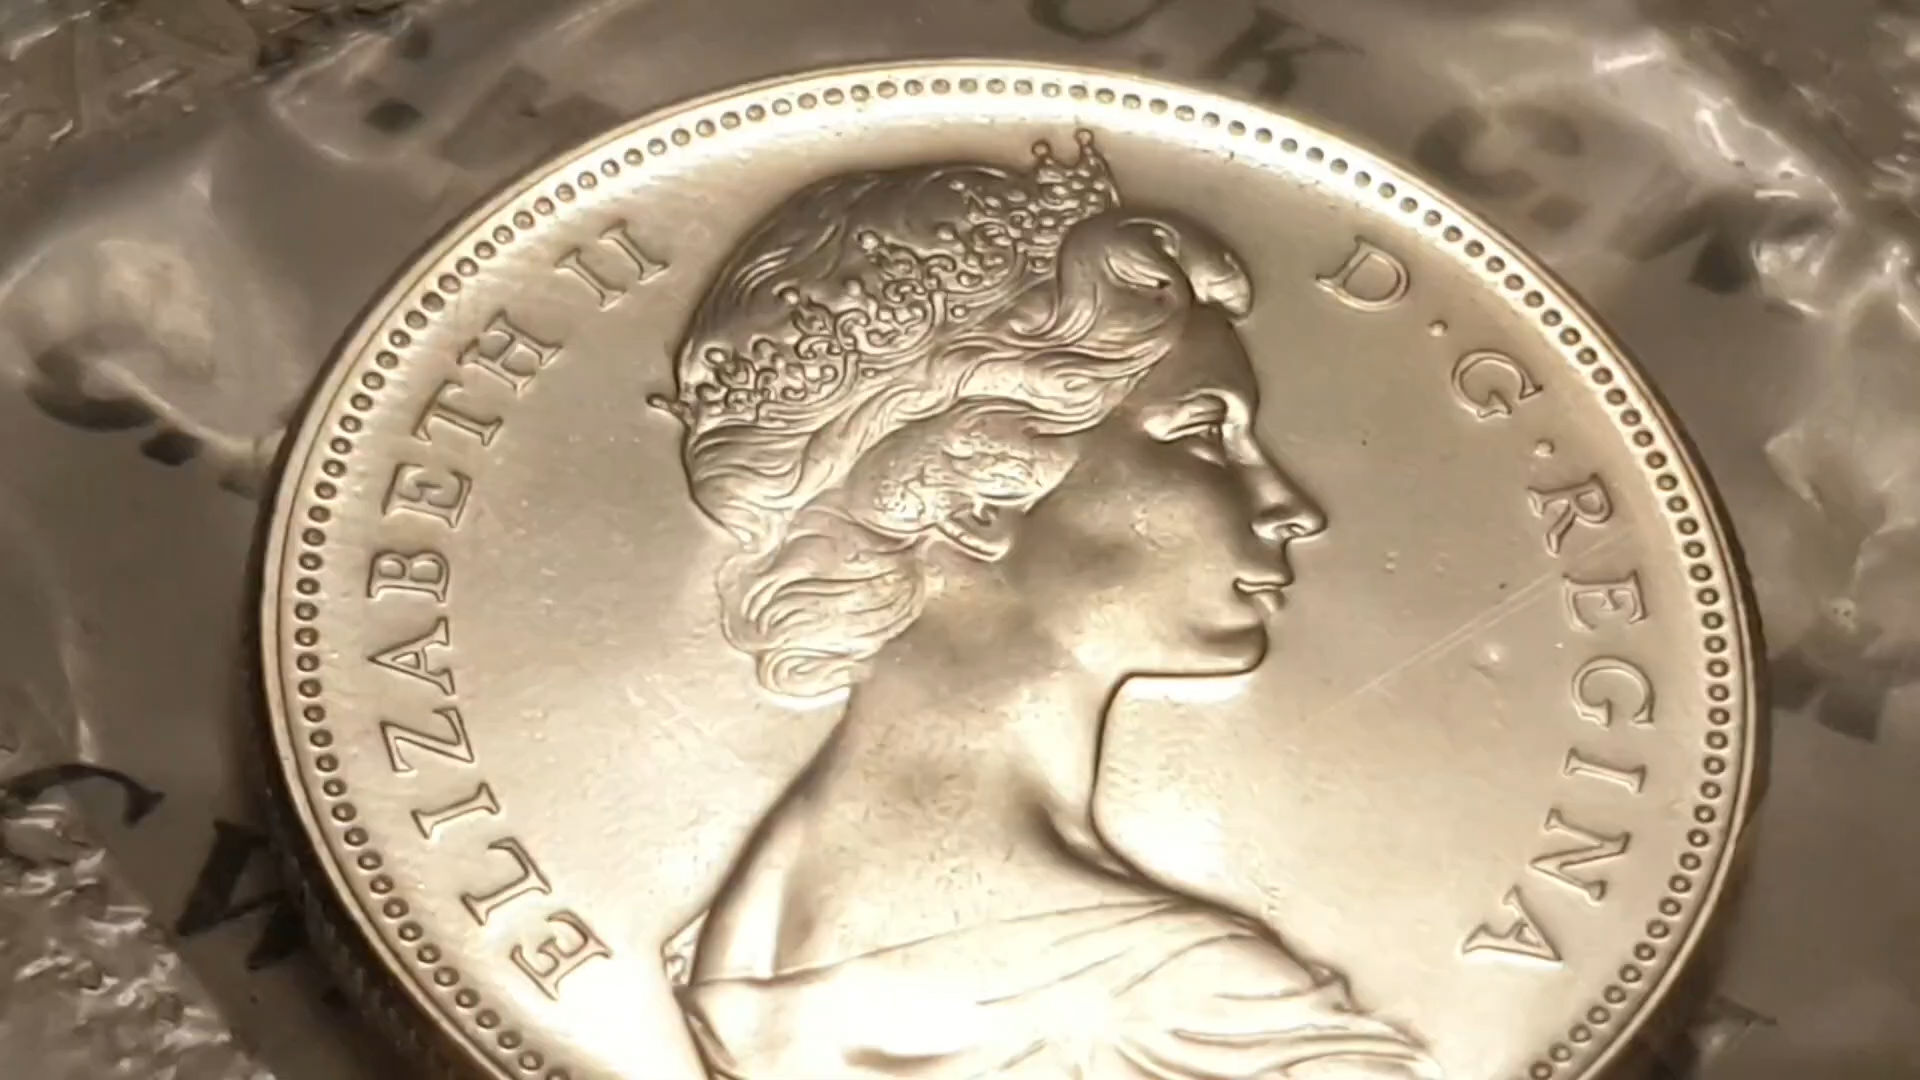 ELIZABETH II D · G · REGINA